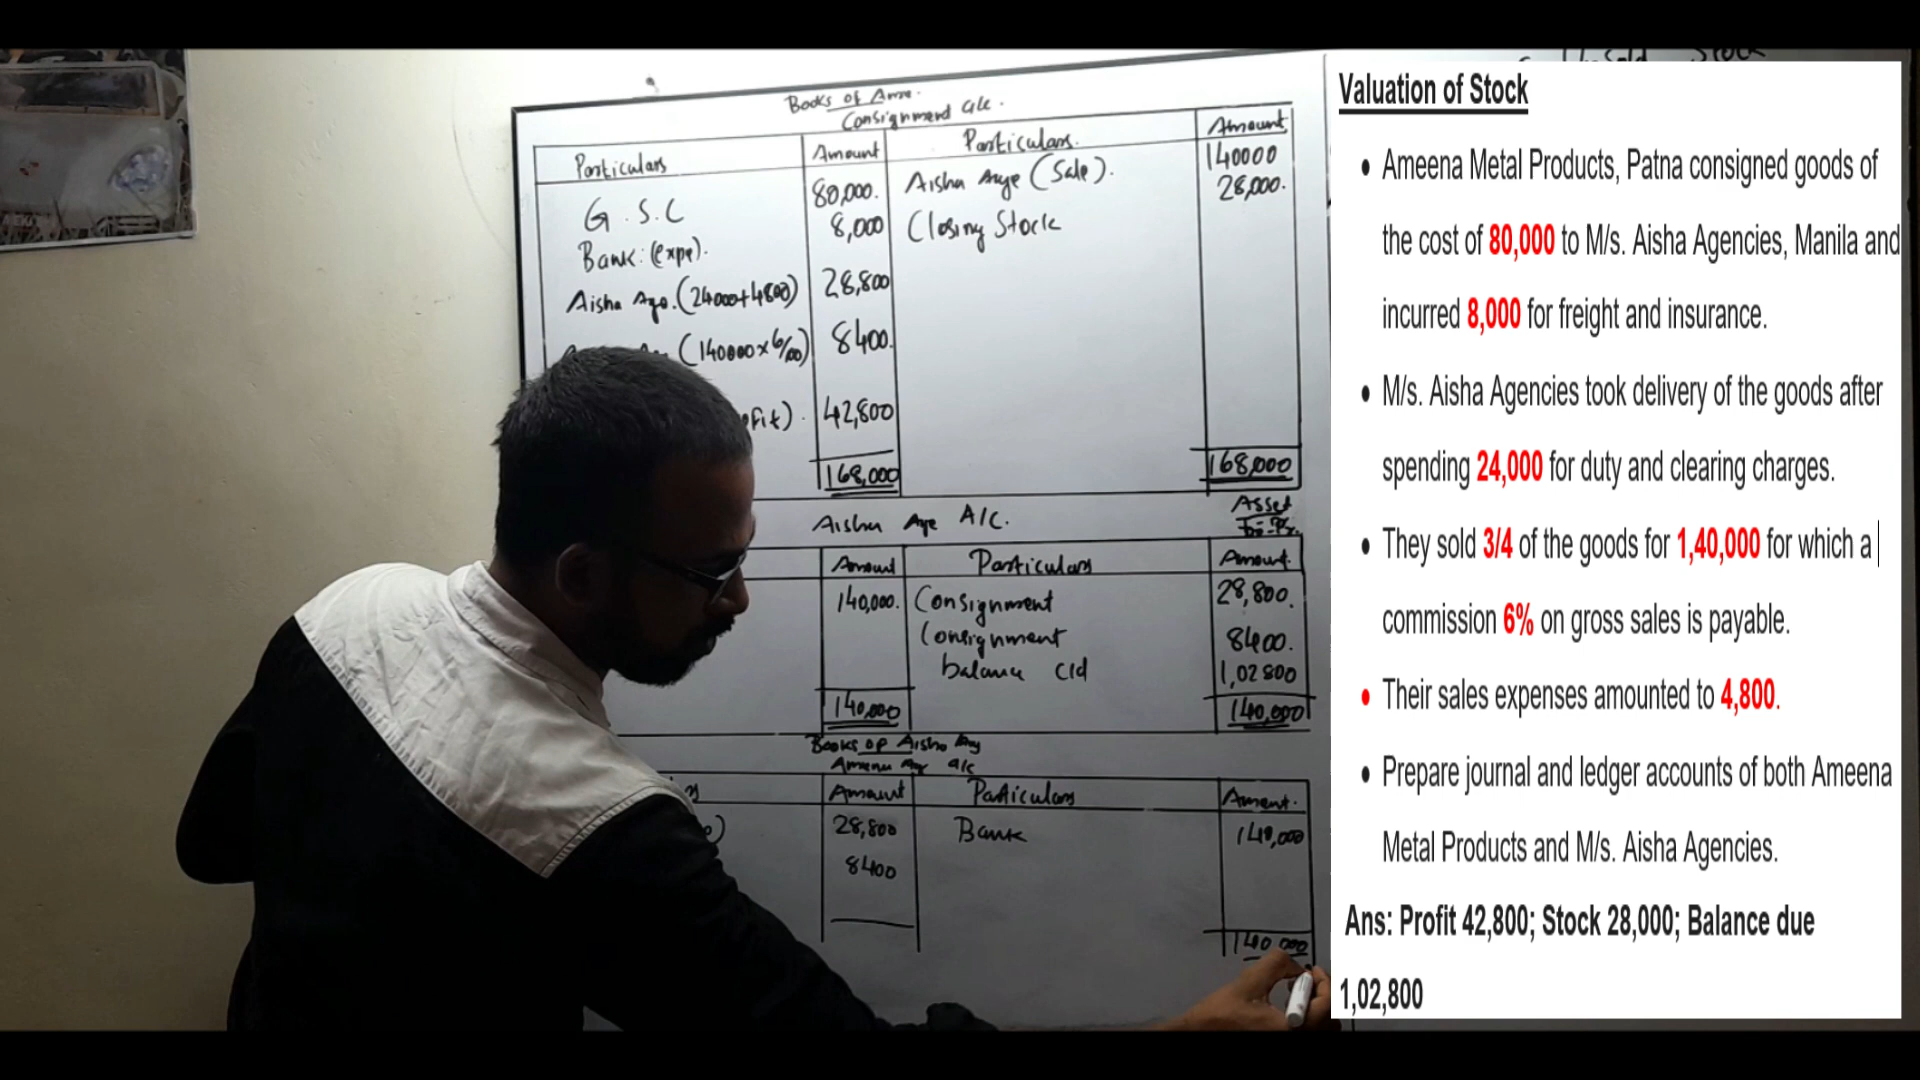 Books of Ame.
Consignment a/c.
Particulars Amount Particulars. Amount
G.S.C 80,000. Aisha Age (Sale). 140000
Bank: (expe). 8,000 Closing Stock 28,000.
Aisha Age. (24000+4800) 28,800
(140000x6/100) 8400.
ofit). 42,800
168,000 168,000
Aisha Age A/C. Asset
Amount Particulars Amount.
140,000. Consignment 28,800.
Consignment 8400.
balance c/d 1,02800
140,000 140,000
Books of Aisha Ag
Ameena Ag a/c
s Amount Particulars Amount.
28,800 Bank 140,000
8400
140,000
Valuation of Stock
• Ameena Metal Products, Patna consigned goods of
the cost of 80,000 to M/s. Aisha Agencies, Manila and
incurred 8,000 for freight and insurance.
• M/s. Aisha Agencies took delivery of the goods after
spending 24,000 for duty and clearing charges.
• They sold 3/4 of the goods for 1,40,000 for which a
commission 6% on gross sales is payable.
• Their sales expenses amounted to 4,800.
• Prepare journal and ledger accounts of both Ameena
Metal Products and M/s. Aisha Agencies.
Ans: Profit 42,800; Stock 28,000; Balance due
1,02,800